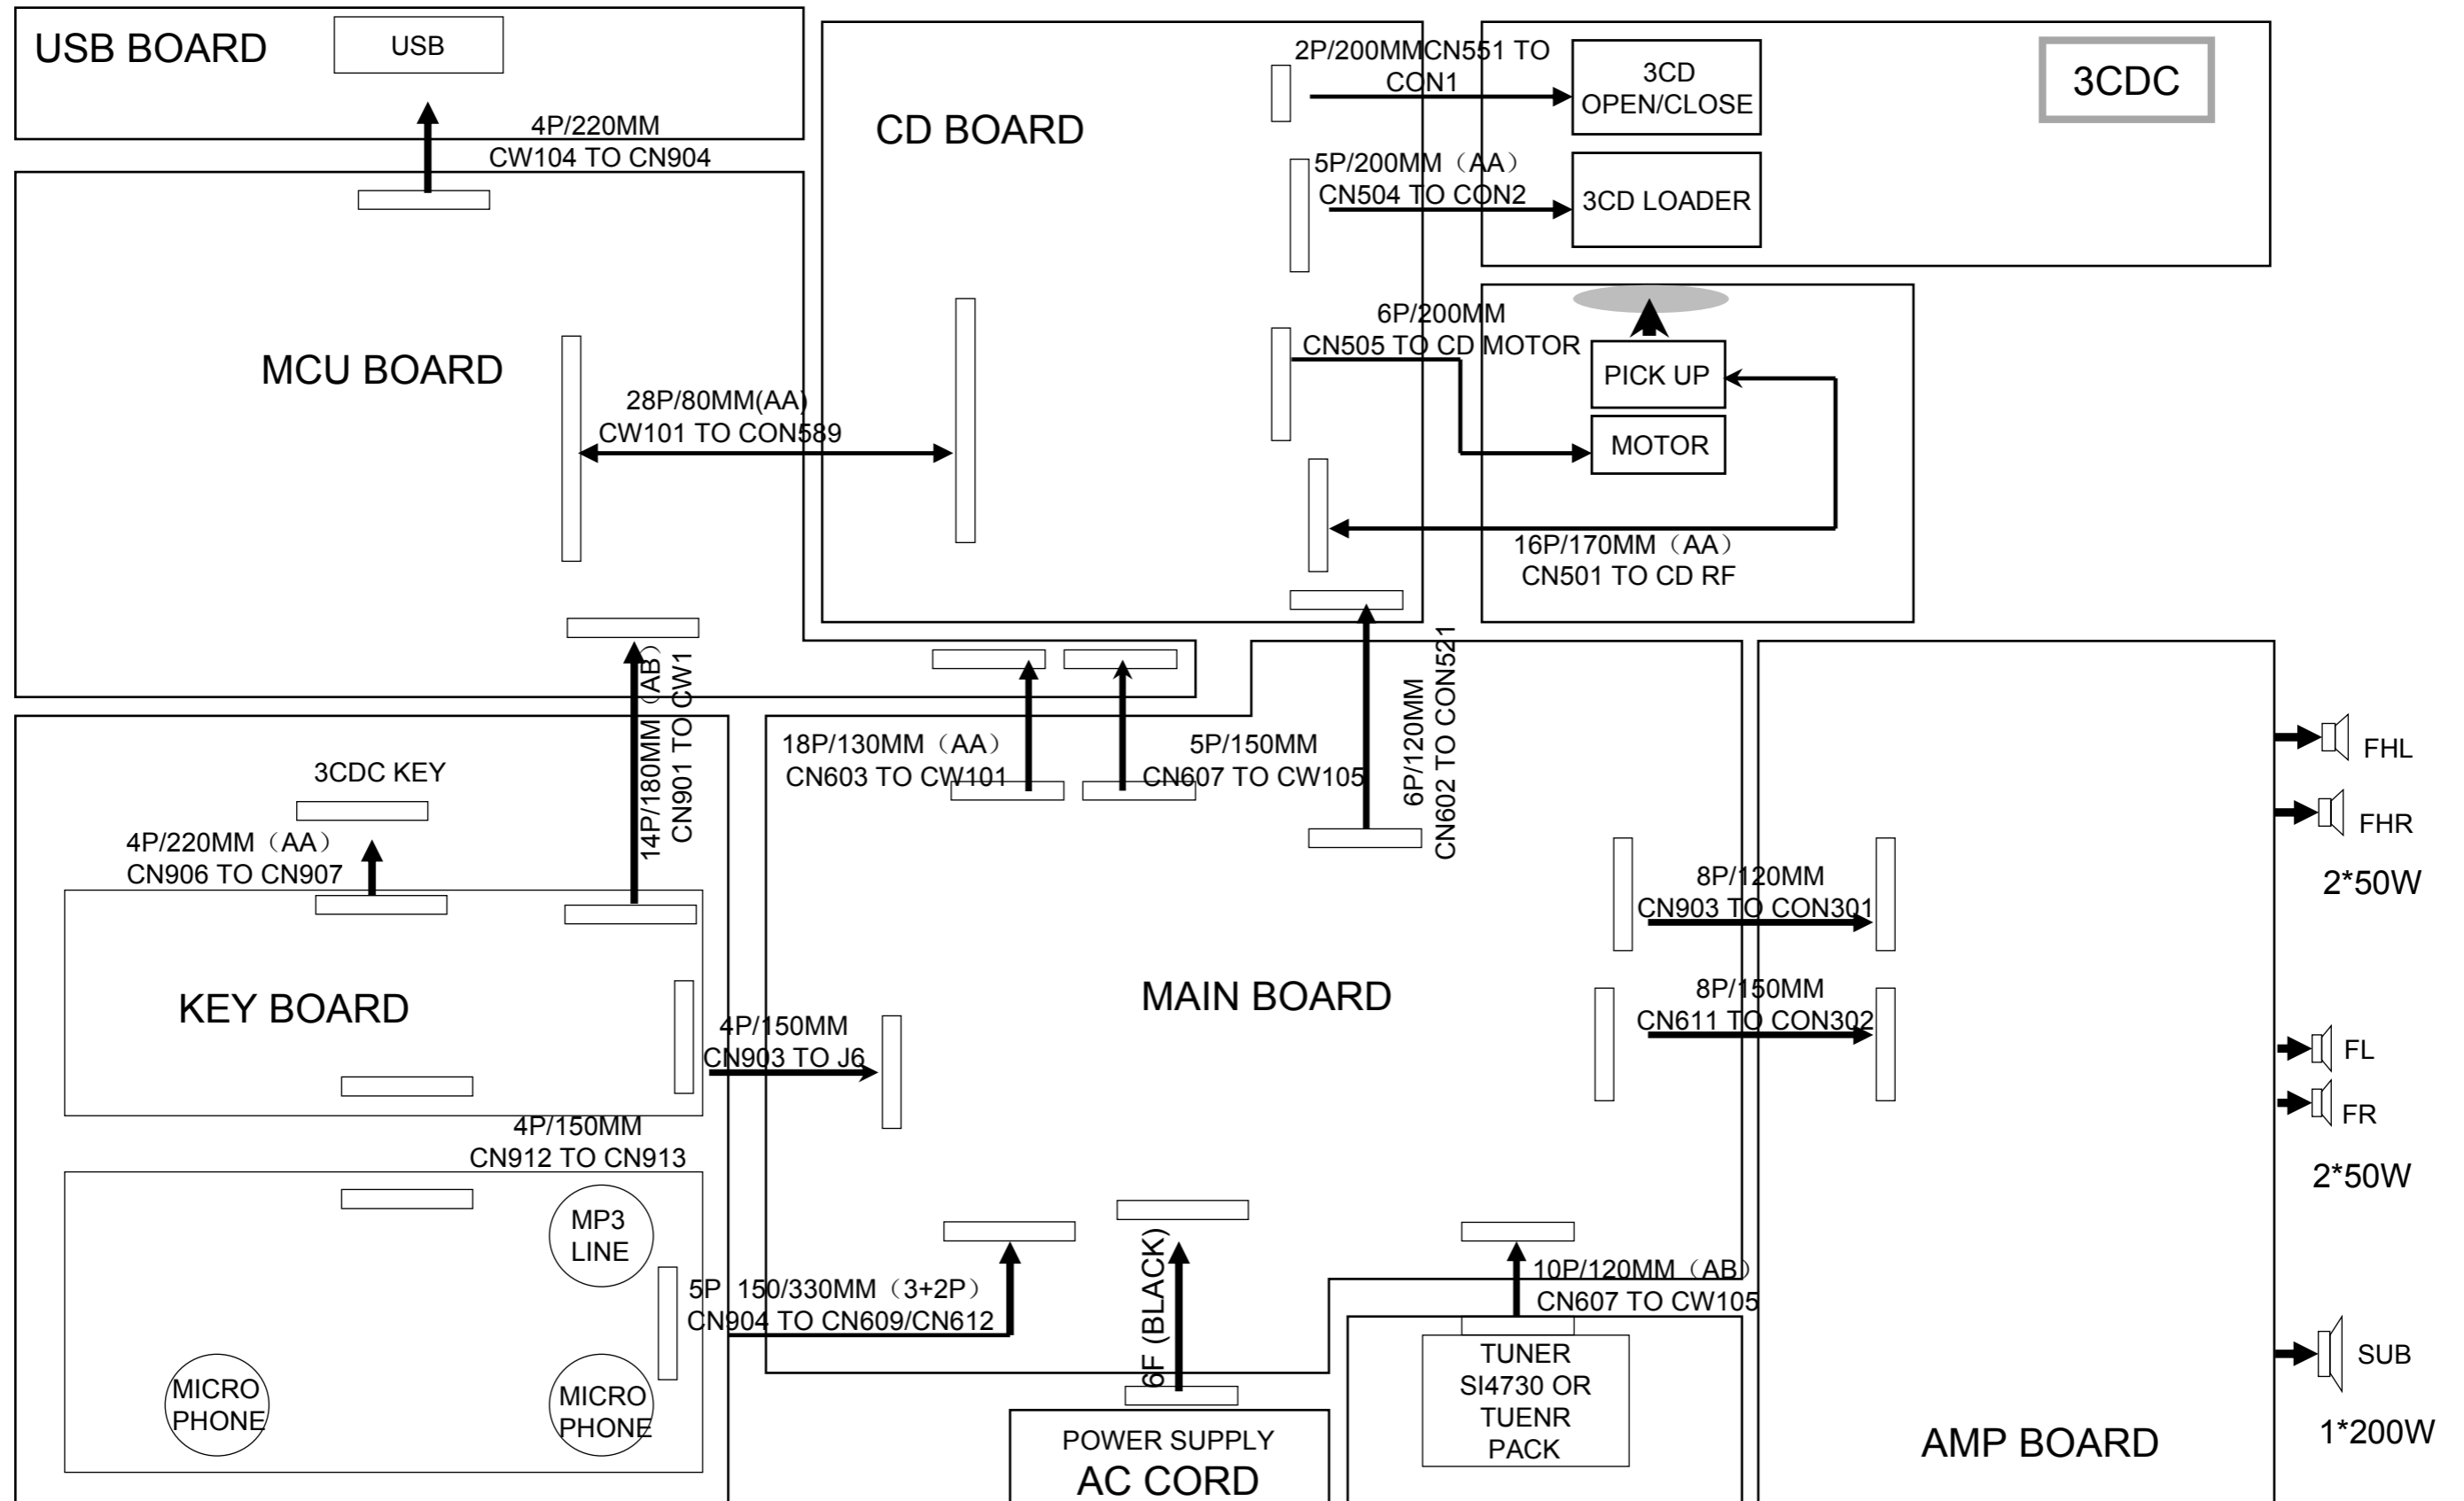 USB BOARD
USB
4P/220MM
CW104 TO CN904
CD BOARD
2P/200MMCN551 TO
CON1
3CD
OPEN/CLOSE
3CDC
5P/200MM（AA）
CN504 TO CON2
3CD LOADER
MCU BOARD
28P/80MM(AA)
CW101 TO CON589
6P/200MM
CN505 TO CD MOTOR
PICK UP
MOTOR
16P/170MM（AA）
CN501 TO CD RF
14P/180MM（AB）
CN901 TO CW1
18P/130MM（AA）
CN603 TO CW101
5P/150MM
CN607 TO CW105
6P/120MM
CN602 TO CON521
3CDC KEY
4P/220MM（AA）
CN906 TO CN907
KEY BOARD
4P/150MM
CN903 TO J6
MAIN BOARD
8P/120MM
CN903 TO CON301
8P/150MM
CN611 TO CON302
FHL
FHR
2*50W
FL
FR
2*50W
4P/150MM
CN912 TO CN913
MP3
LINE
5P  150/330MM（3+2P）
CN904 TO CN609/CN612
MICRO
PHONE
MICRO
PHONE
6F (BLACK)
10P/120MM（AB）
CN607 TO CW105
TUNER
SI4730 OR
TUENR
PACK
POWER SUPPLY
AC CORD
AMP BOARD
SUB
1*200W